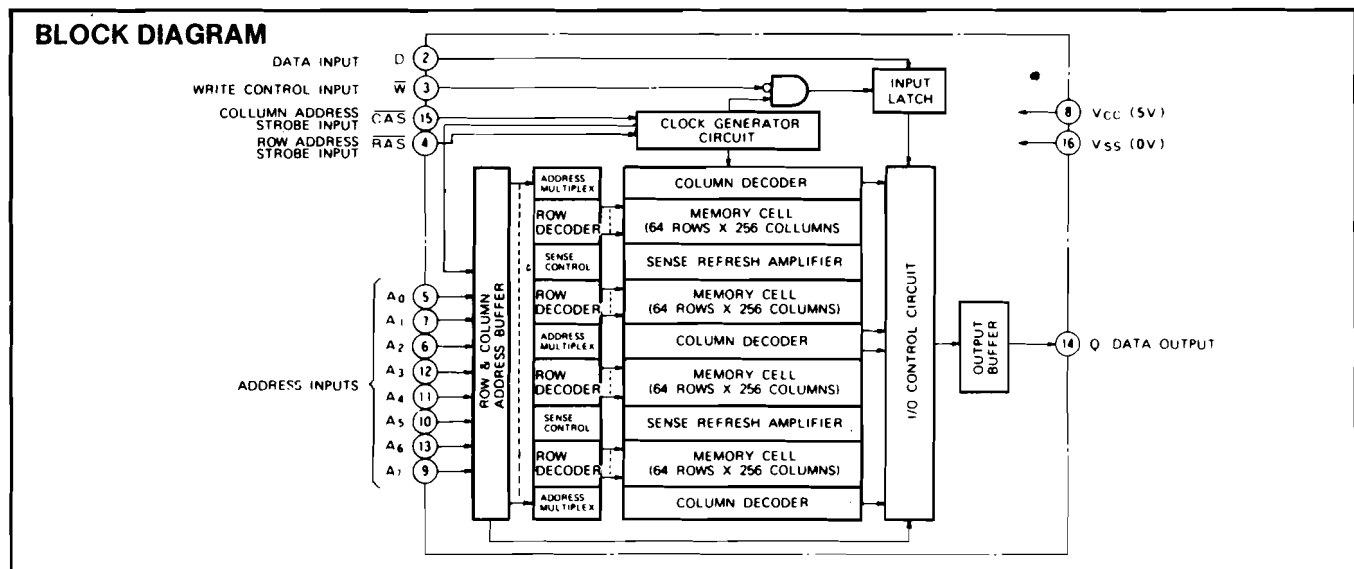 BLOCK DIAGRAM
DATA INPUT D 2
WRITE CONTROL INPUT W̅ 3
COLLUMN ADDRESS
STROBE INPUT C̅A̅S̅ 15
ROW ADDRESS
STROBE INPUT R̅A̅S̅ 4
CLOCK GENERATOR
CIRCUIT
INPUT
LATCH
8 VCC (5V)
16 VSS (0V)
ADDRESS INPUTS
A0 5
A1 7
A2 6
A3 12
A4 11
A5 10
A6 13
A7 9
ROW & COLUMN
ADDRESS BUFFER
ADDRESS
MULTIPLEX
COLUMN DECODER
ROW
DECODER
MEMORY CELL
(64 ROWS X 256 COLLUMNS
SENSE
CONTROL
SENSE REFRESH AMPLIFIER
ROW
DECODER
MEMORY CELL
(64 ROWS X 256 COLUMNS)
ADDRESS
MULTIPLEX
COLUMN DECODER
ROW
DECODER
MEMORY CELL
(64 ROWS X 256 COLUMNS)
SENSE
CONTROL
SENSE REFRESH AMPLIFIER
ROW
DECODER
MEMORY CELL
(64 ROWS X 256 COLUMNS)
ADDRESS
MULTIPLEX
COLUMN DECODER
I/O CONTROL CIRCUIT
OUTPUT
BUFFER
14 Q DATA OUTPUT